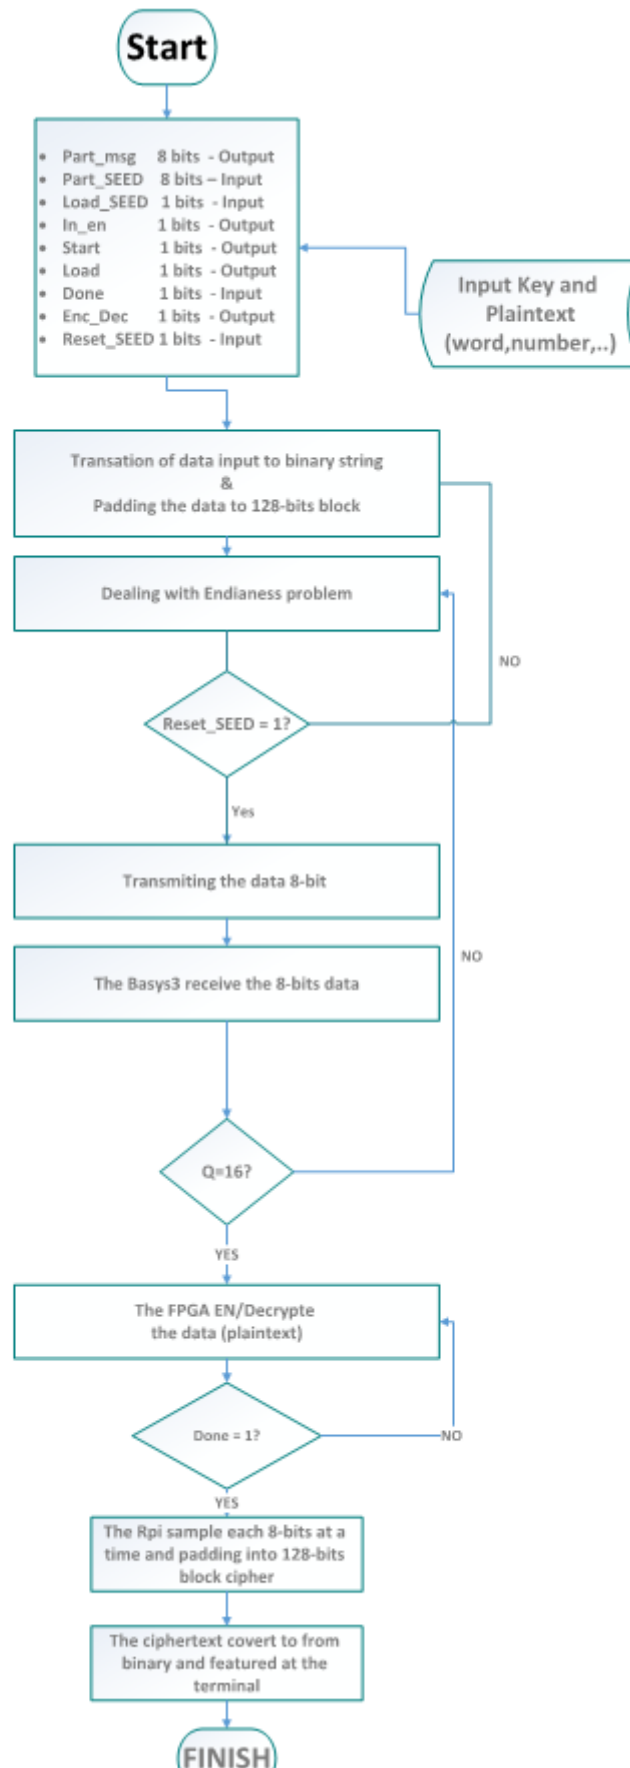 Start
• Part_msg 8 bits - Output
• Part_SEED 8 bits – Input
• Load_SEED 1 bits - Input
• In_en 1 bits - Output
• Start 1 bits - Output
• Load 1 bits - Output
• Done 1 bits - Input
• Enc_Dec 1 bits - Output
• Reset_SEED 1 bits - Input
Input Key and
Plaintext
(word,number,..)
Transation of data input to binary string
&
Padding the data to 128-bits block
Dealing with Endianess problem
NO
Reset_SEED = 1?
Yes
Transmiting the data 8-bit
NO
The Basys3 receive the 8-bits data
Q=16?
YES
The FPGA EN/Decrypte
the data (plaintext)
Done = 1?
NO
YES
The Rpi sample each 8-bits at a
time and padding into 128-bits
block cipher
The ciphertext covert to from
binary and featured at the
terminal
FINISH